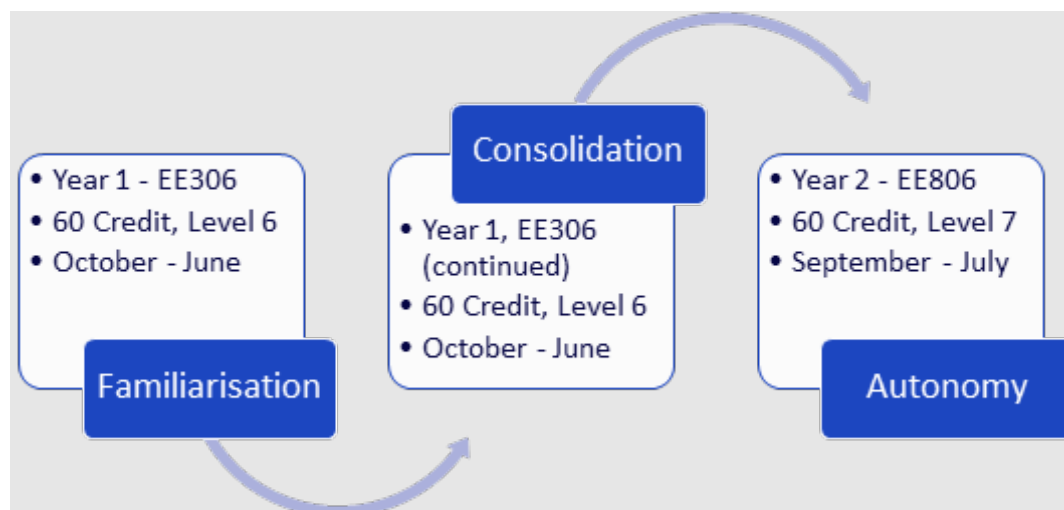 • Year 1 - EE306
• 60 Credit, Level 6
• October - June
Familiarisation
Consolidation
• Year 1, EE306
(continued)
• 60 Credit, Level 6
• October - June
• Year 2 - EE806
• 60 Credit, Level 7
• September - July
Autonomy